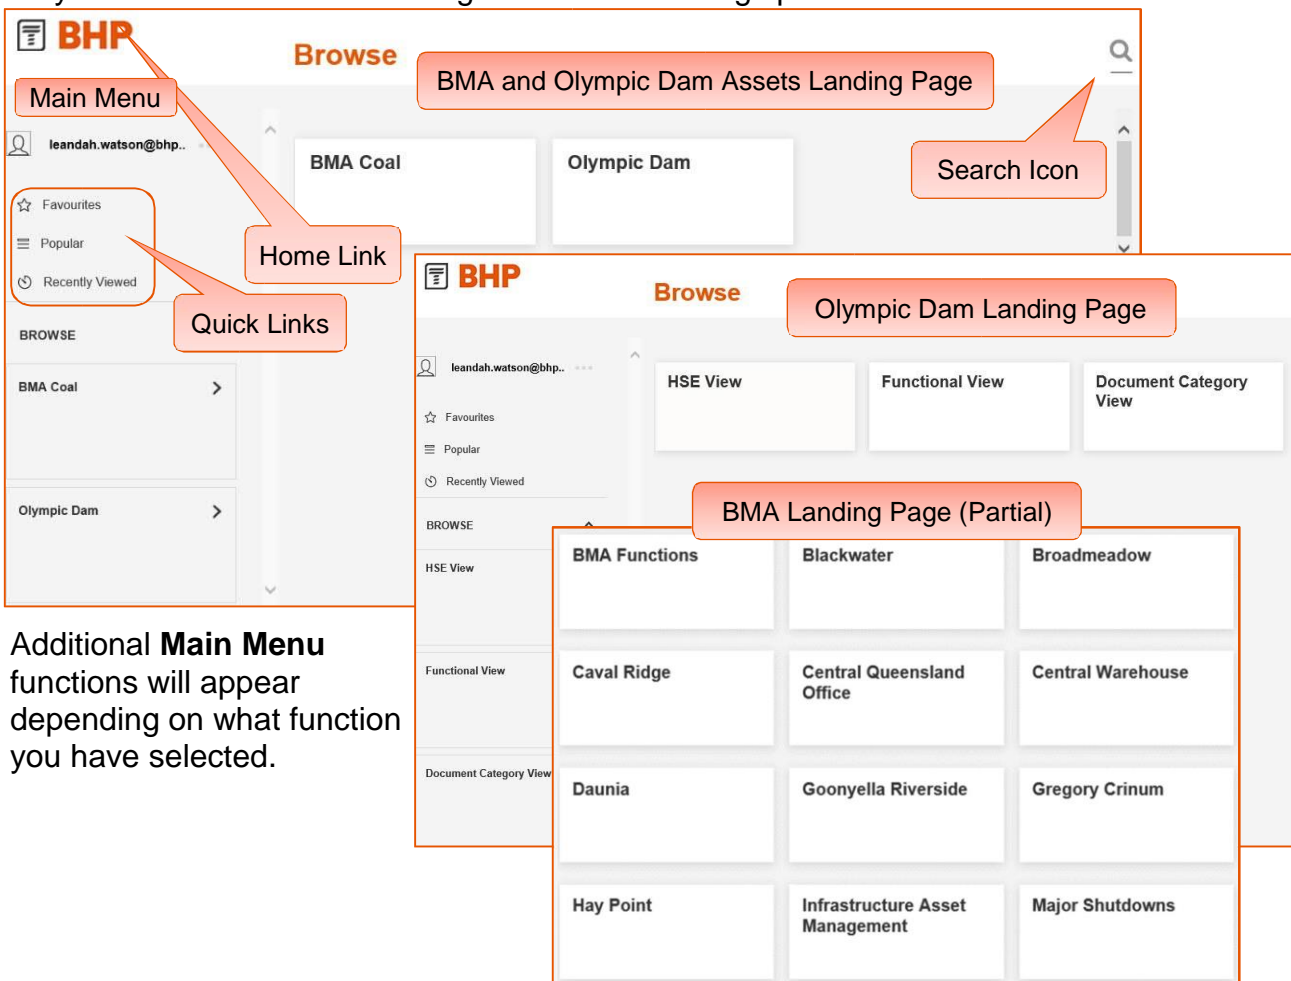 BHP
Browse
BMA and Olympic Dam Assets Landing Page
Main Menu
leandah.watson@bhp..
BMA Coal
Olympic Dam
Search Icon
Favourites
Popular
Recently Viewed
Home Link
Quick Links
BROWSE
BMA Coal
Olympic Dam
BHP
Browse
Olympic Dam Landing Page
leandah.watson@bhp..
HSE View
Functional View
Document Category
View
Favourites
Popular
Recently Viewed
BROWSE
HSE View
Functional View
Document Category View
BMA Landing Page (Partial)
BMA Functions
Blackwater
Broadmeadow
Caval Ridge
Central Queensland
Office
Central Warehouse
Daunia
Goonyella Riverside
Gregory Crinum
Hay Point
Infrastructure Asset
Management
Major Shutdowns
Additional Main Menu
functions will appear
depending on what function
you have selected.